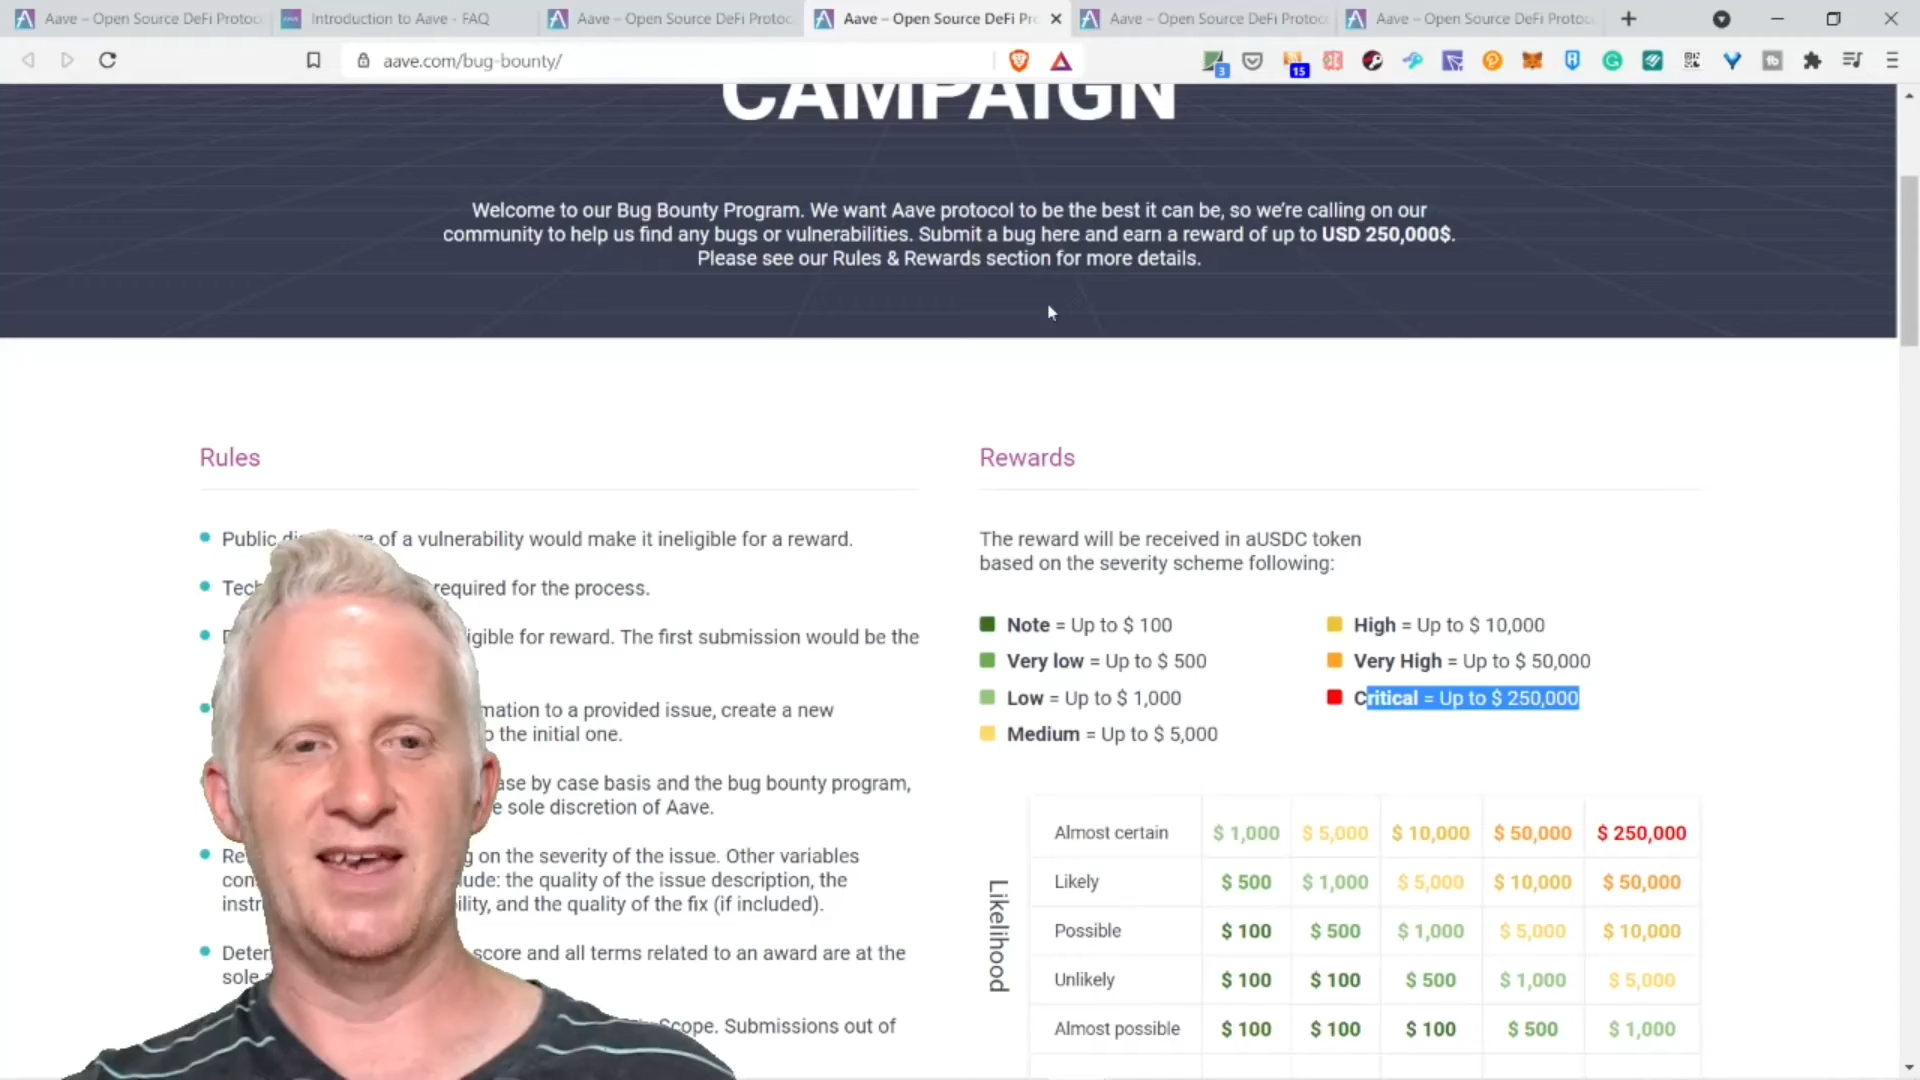 Aave – Open Source DeFi Protoc
Introduction to Aave - FAQ
Aave – Open Source DeFi Protoc
Aave – Open Source DeFi Pr
Aave – Open Source DeFi Protoc
Aave – Open Source DeFi Protoc
aave.com/bug-bounty/
3
15
CAMPAIGN
Welcome to our Bug Bounty Program. We want Aave protocol to be the best it can be, so we're calling on our
community to help us find any bugs or vulnerabilities. Submit a bug here and earn a reward of up to USD 250,000$.
Please see our Rules & Rewards section for more details.
Rules
Public of a vulnerability would make it ineligible for a reward.
required for the process.
for reward. The first submission would be the
to a provided issue, create a new
the initial one.
by case basis and the bug bounty program,
sole discretion of Aave.
on the severity of the issue. Other variables
the quality of the issue description, the
and the quality of the fix (if included).
score and all terms related to an award are at the
sole
Scope. Submissions out of
Rewards
The reward will be received in aUSDC token
based on the severity scheme following:
Note = Up to $ 100
Very low = Up to $ 500
Low = Up to $ 1,000
Medium = Up to $ 5,000
High = Up to $ 10,000
Very High = Up to $ 50,000
Critical = Up to $ 250,000
Likelihood
Almost certain $ 1,000 $ 5,000 $ 10,000 $ 50,000 $ 250,000
Likely $ 500 $ 1,000 $ 5,000 $ 10,000 $ 50,000
Possible $ 100 $ 500 $ 1,000 $ 5,000 $ 10,000
Unlikely $ 100 $ 100 $ 500 $ 1,000 $ 5,000
Almost possible $ 100 $ 100 $ 100 $ 500 $ 1,000